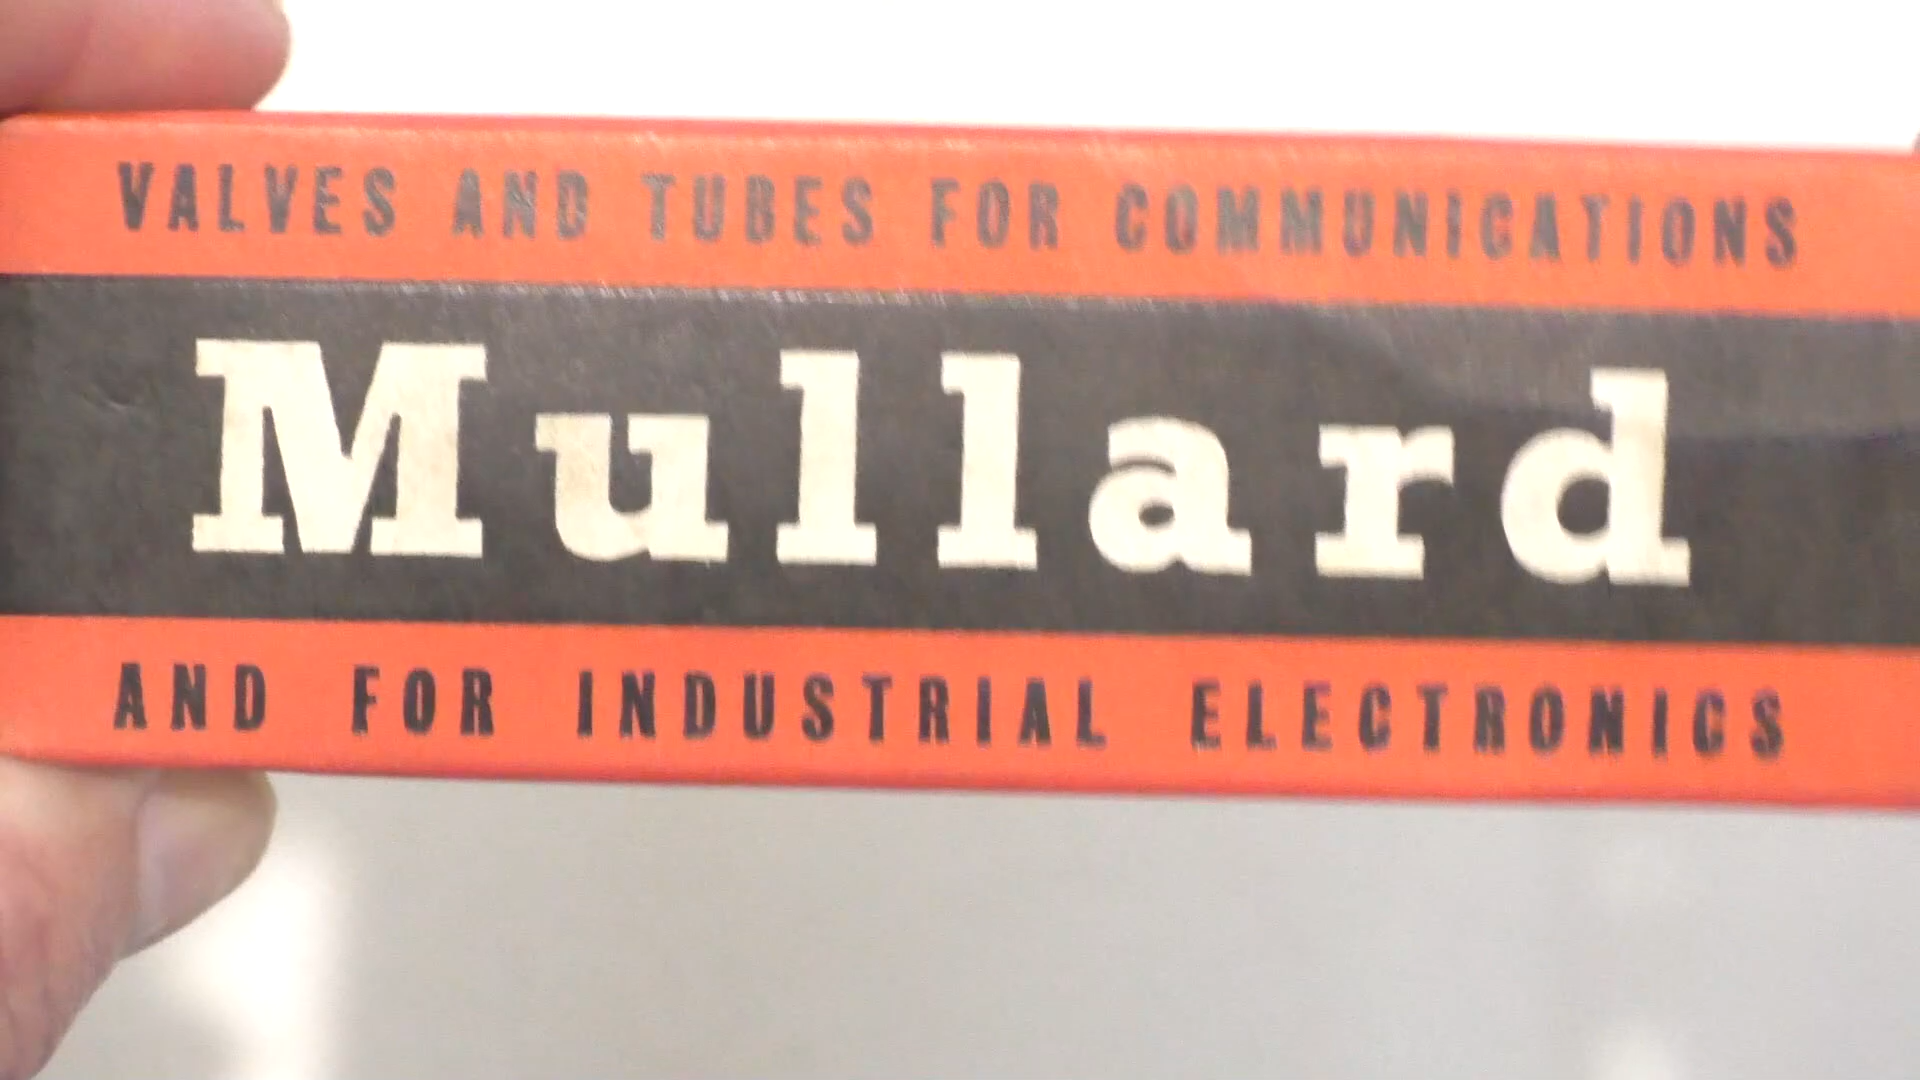 VALVES AND TUBES FOR COMMUNICATIONS
Mullard
AND FOR INDUSTRIAL ELECTRONICS